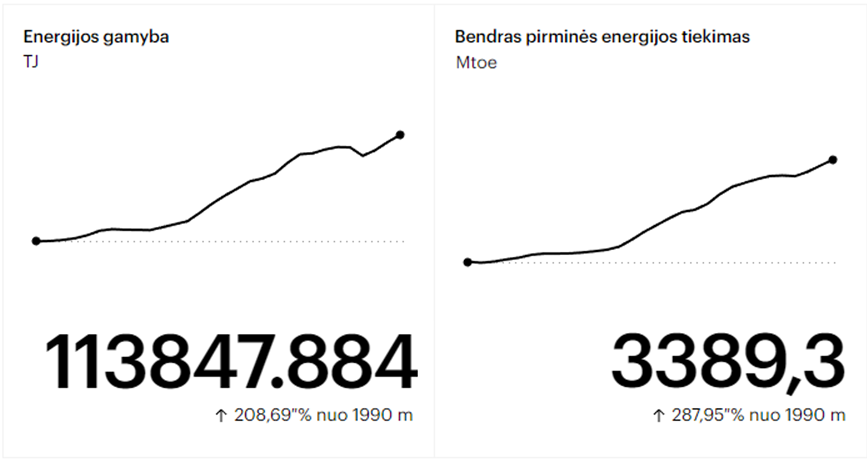 Energijos gamyba
TJ
113847.884
↑ 208,69"% nuo 1990 m
Bendras pirminės energijos tiekimas
Mtoe
3389,3
↑ 287,95"% nuo 1990 m